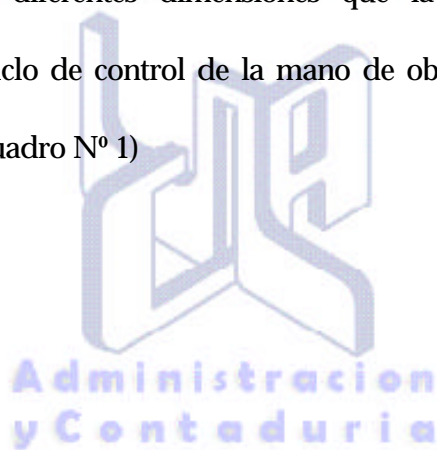 diferentes dimensiones que la
clo de control de la mano de ob
uadro Nº 1)
Administracion
y Contaduria